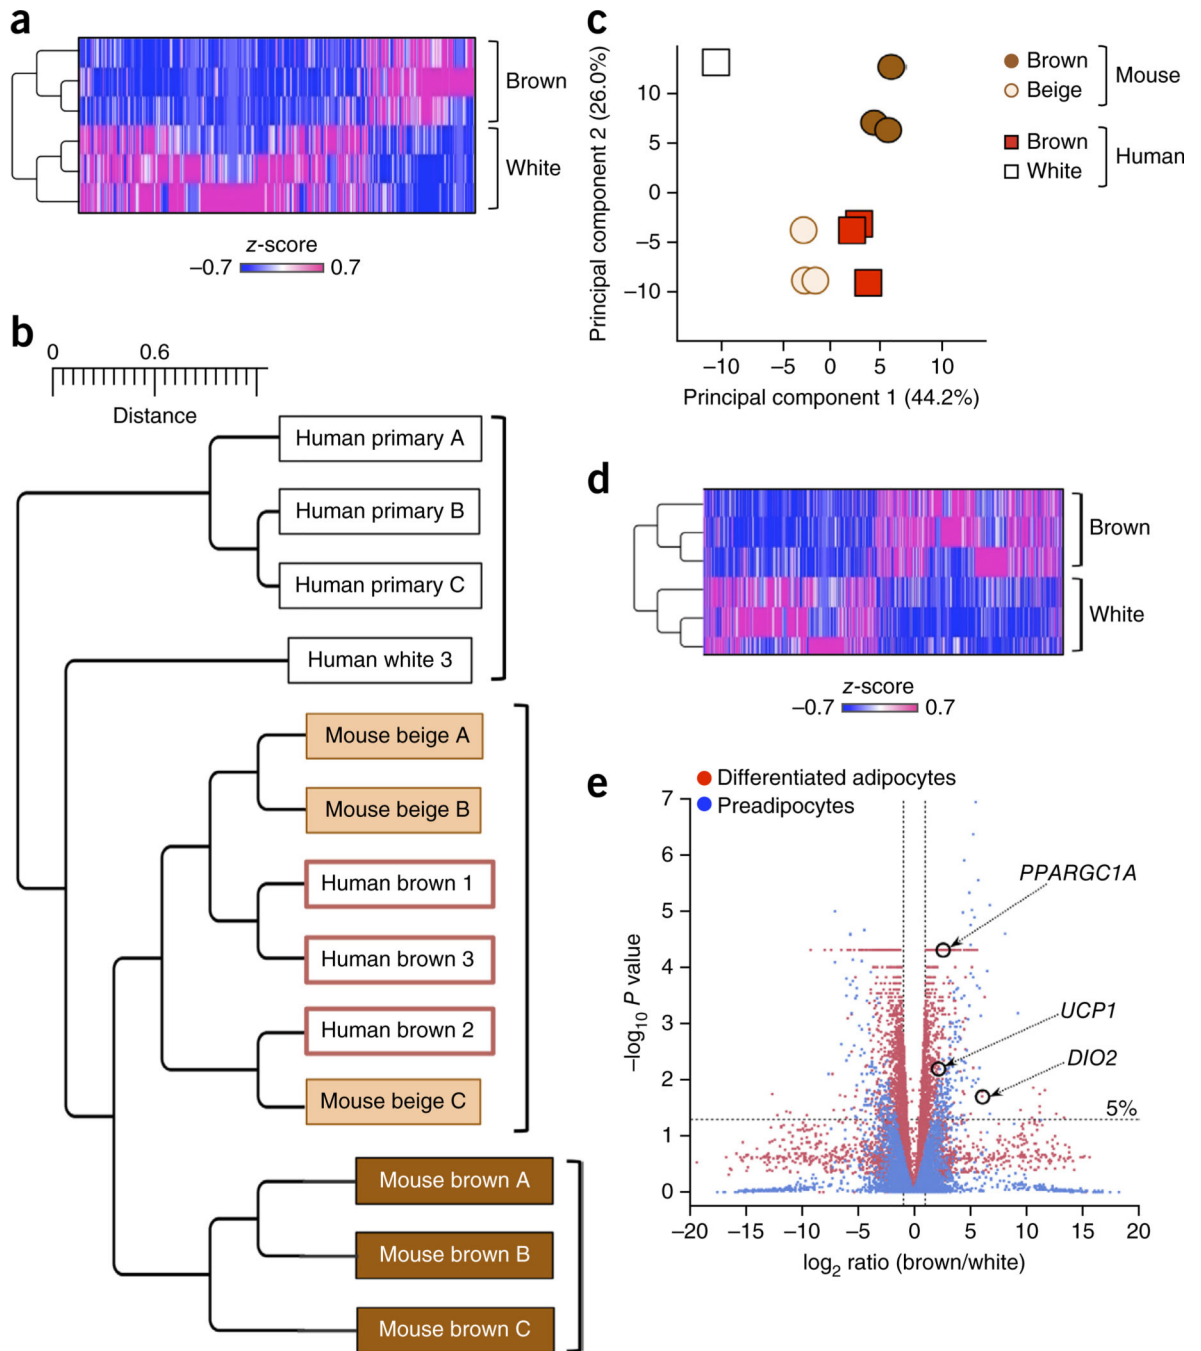 a
Brown
White
z-score
−0.7 0.7
b
0 0.6
Distance
Human primary A
Human primary B
Human primary C
Human white 3
Mouse beige A
Mouse beige B
Human brown 1
Human brown 3
Human brown 2
Mouse beige C
Mouse brown A
Mouse brown B
Mouse brown C
c
Principal component 2 (26.0%)
10
5
0
−5
−10
−10 −5 0 5 10
Principal component 1 (44.2%)
Brown
Beige
Mouse
Brown
White
Human
d
Brown
White
z-score
−0.7 0.7
e
Differentiated adipocytes
Preadipocytes
−log10 P value
7
6
5
4
3
2
1
0
PPARGC1A
UCP1
DIO2
5%
−20 −15 −10 −5 0 5 10 15 20
log2 ratio (brown/white)